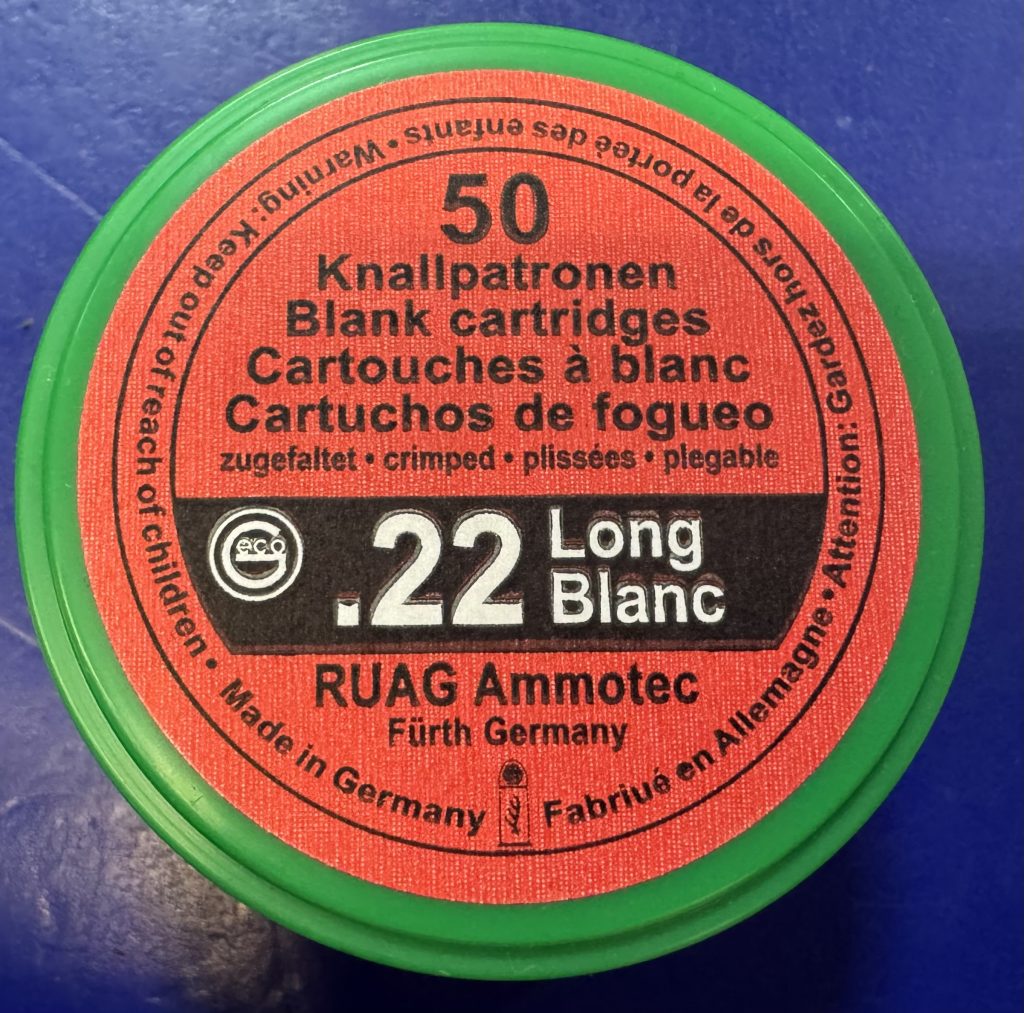 50
Knallpatronen
Blank cartridges
Cartouches à blanc
Cartuchos de fogueo
zugefaltet • crimped • plissées • plegable
Geco
.22 Long
Blanc
RUAG Ammotec
Fürth Germany
Warning: Keep out of reach of children •
Made in Germany
Fabriué en Allemagne •
Attention: Gardez hors de la porteè des enfants •